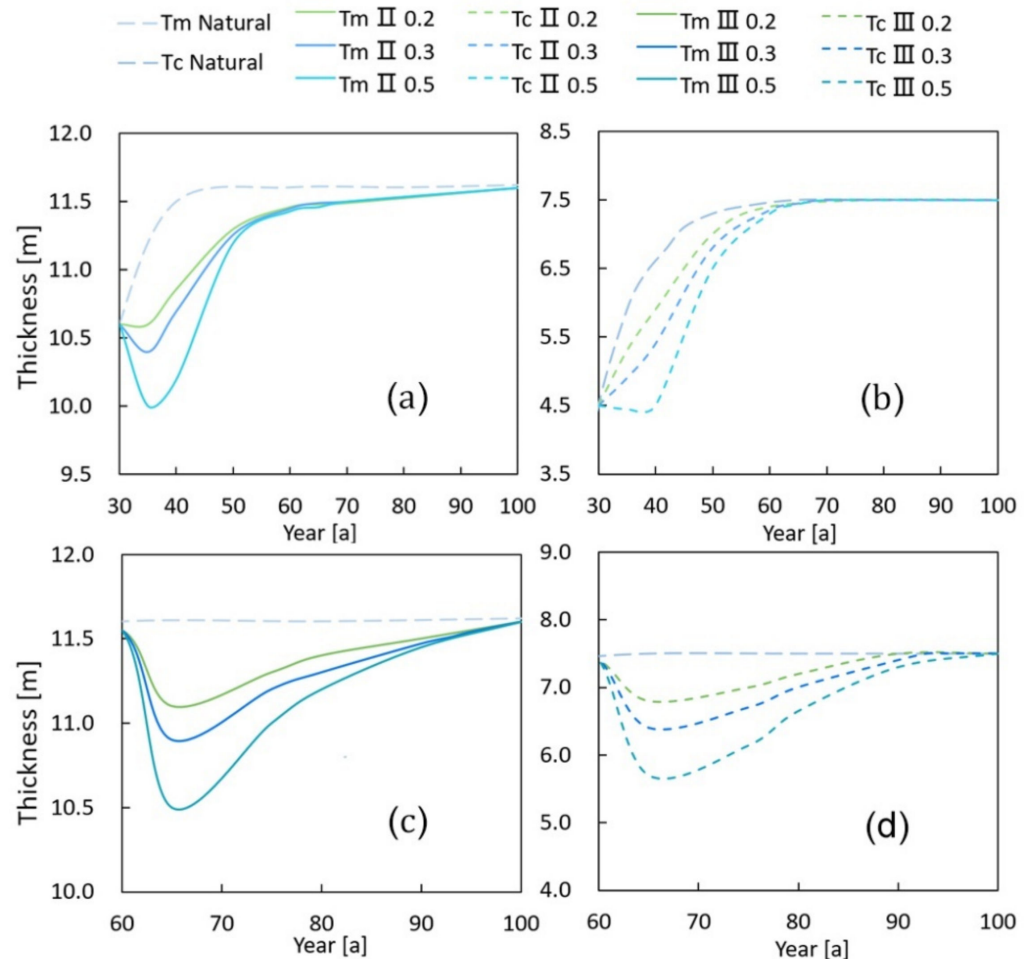 Tm Natural Tm Ⅱ 0.2 Tc Ⅱ 0.2 Tm Ⅲ 0.2 Tc Ⅲ 0.2
Tc Natural Tm Ⅱ 0.3 Tc Ⅱ 0.3 Tm Ⅲ 0.3 Tc Ⅲ 0.3
Tm Ⅱ 0.5 Tc Ⅱ 0.5 Tm Ⅲ 0.5 Tc Ⅲ 0.5
12.0
11.5
11.0
10.5
10.0
9.5
Thickness [m]
(a)
30 40 50 60 70 80 90 100
Year [a]
8.5
7.5
6.5
5.5
4.5
3.5
(b)
30 40 50 60 70 80 90 100
Year [a]
12.0
11.5
11.0
10.5
10.0
Thickness [m]
(c)
60 70 80 90 100
Year [a]
9.0
8.0
7.0
6.0
5.0
4.0
(d)
60 70 80 90 100
Year [a]